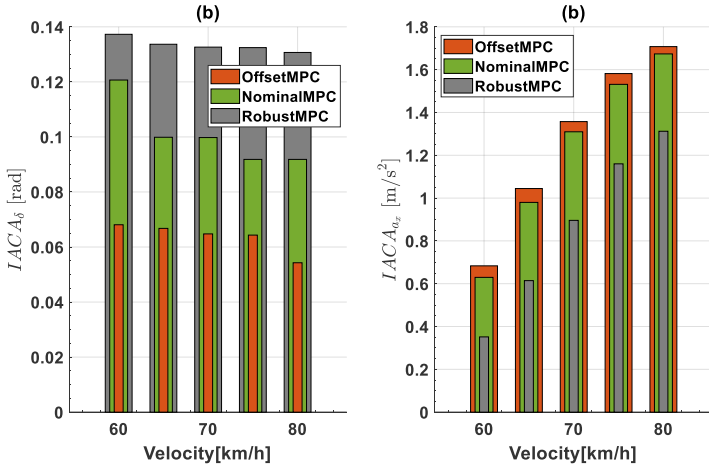 (b)
0.14
0.12
0.1
0.08
0.06
0.04
0.02
0
IACA_δ [rad]
OffsetMPC
NominalMPC
RobustMPC
60
70
80
Velocity[km/h]
(b)
1.8
1.6
1.4
1.2
1
0.8
0.6
0.4
0.2
0
IACA_{a_x} [m/s²]
OffsetMPC
NominalMPC
RobustMPC
60
70
80
Velocity[km/h]